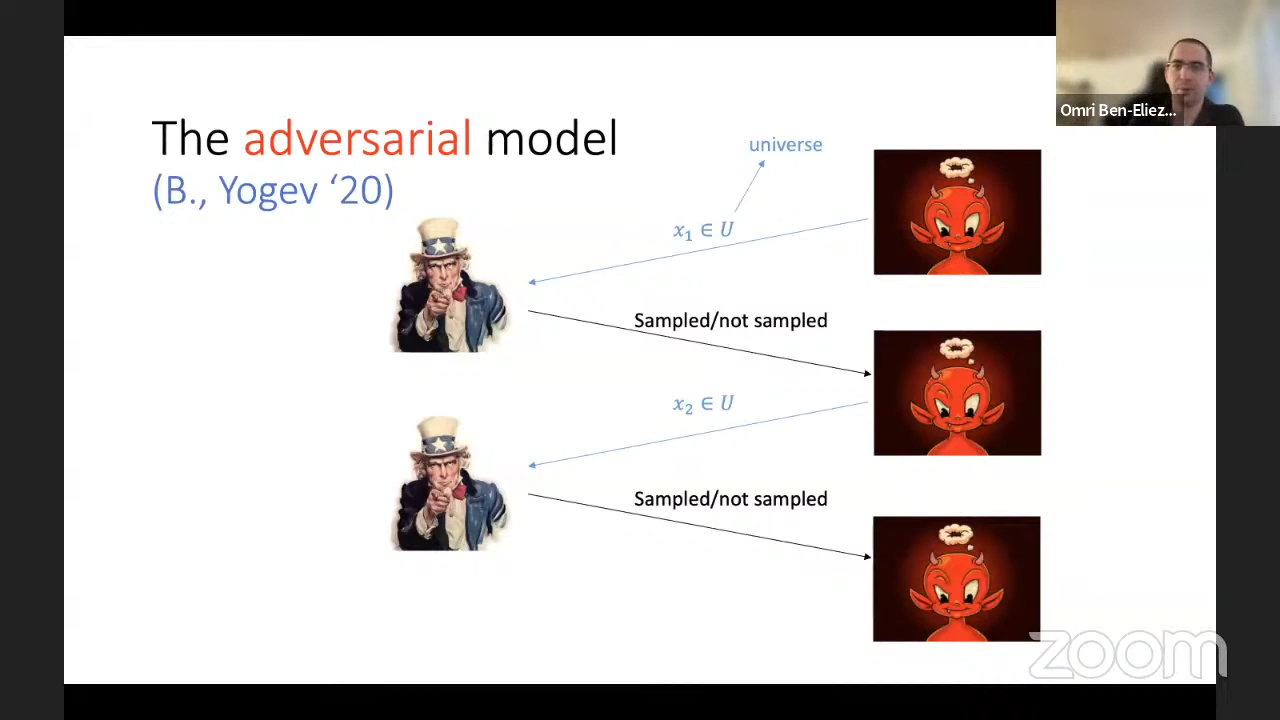 Omri Ben-Eliez...
The adversarial model
(B., Yogev ‘20)
universe
x₁ ∈ U
Sampled/not sampled
x₂ ∈ U
Sampled/not sampled
zoom